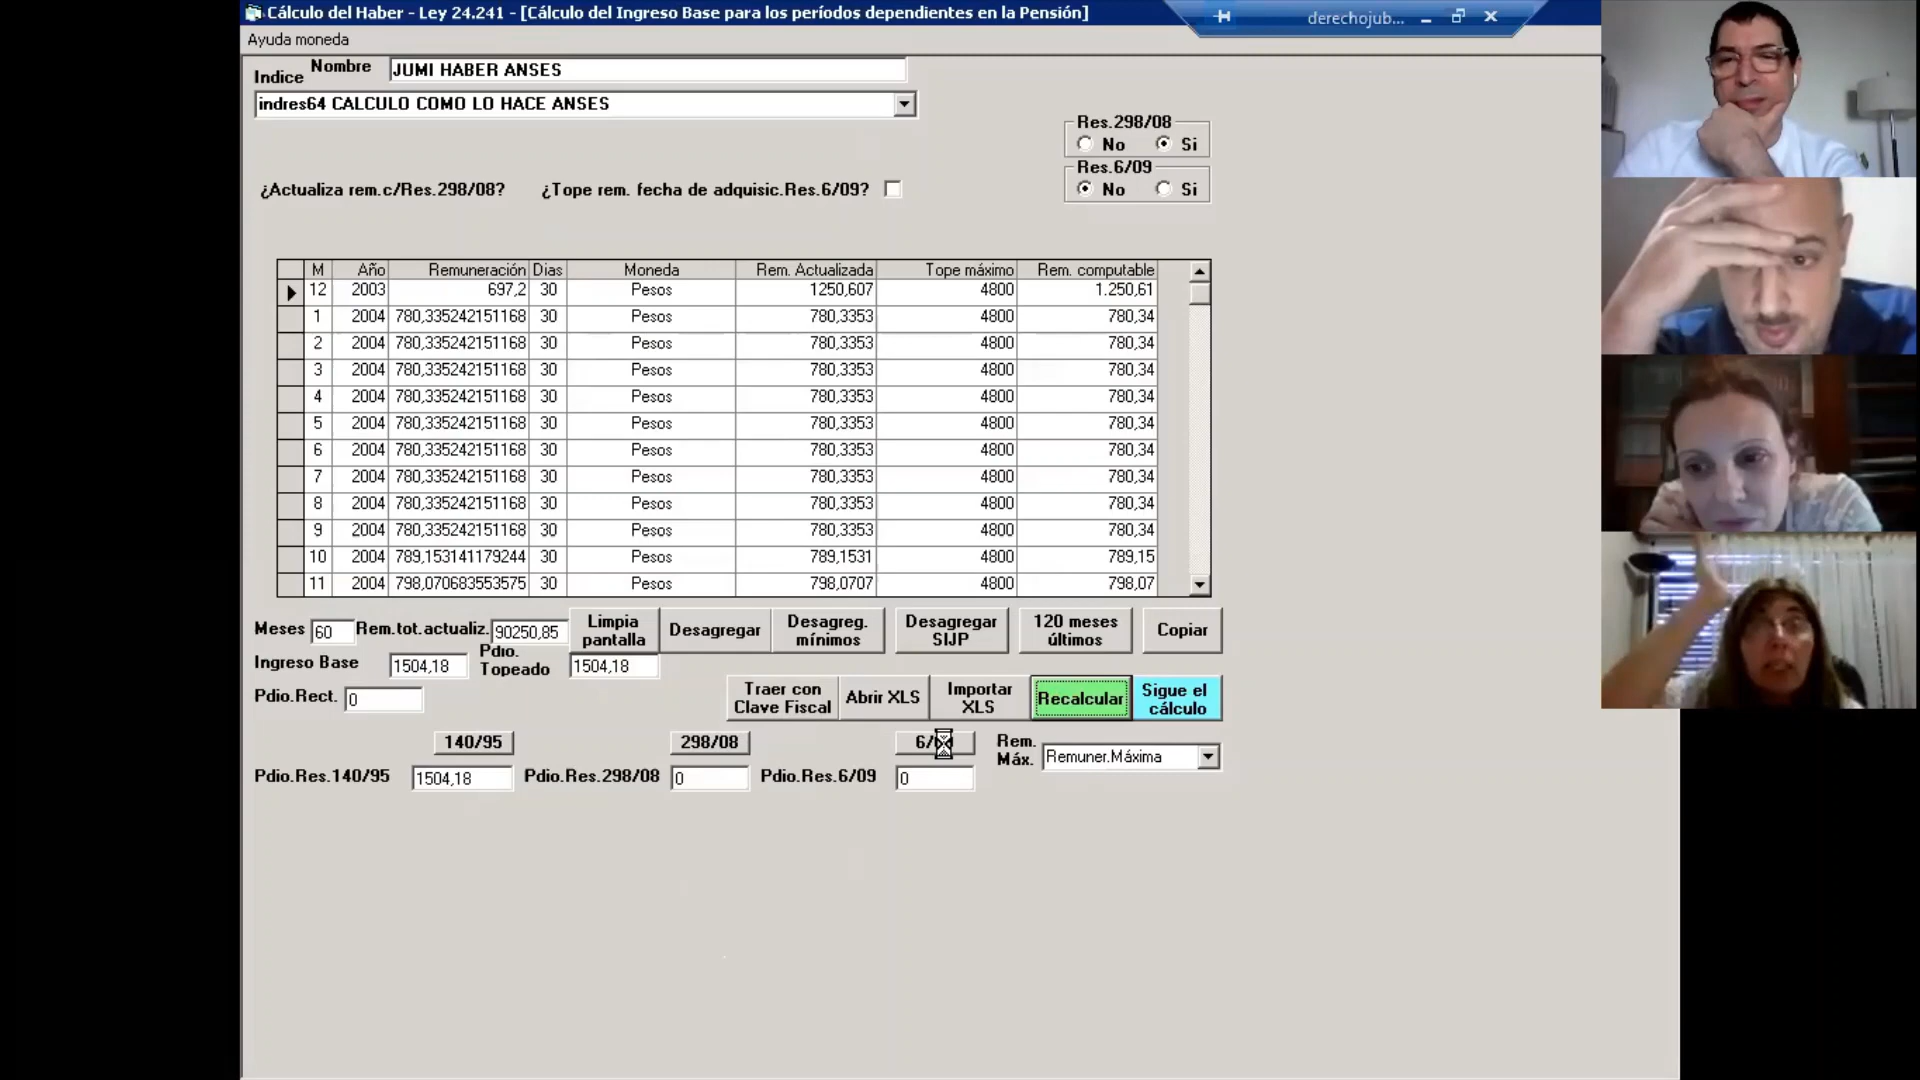 Cálculo del Haber - Ley 24.241 - [Cálculo del Ingreso Base para los períodos dependientes en la Pensión]
derechojub...
Ayuda moneda
Nombre JUMI HABER ANSES
Indice
indres64 CALCULO COMO LO HACE ANSES
Res.298/08
No Si
Res.6/09
No Si
¿Actualiza rem.c/Res.298/08? ¿Tope rem. fecha de adquisic.Res.6/09?
M Año Remuneración Dias Moneda Rem. Actualizada Tope máximo Rem. computable
12 2003 697,2 30 Pesos 1250,607 4800 1.250,61
1 2004 780,335242151168 30 Pesos 780,3353 4800 780,34
2 2004 780,335242151168 30 Pesos 780,3353 4800 780,34
3 2004 780,335242151168 30 Pesos 780,3353 4800 780,34
4 2004 780,335242151168 30 Pesos 780,3353 4800 780,34
5 2004 780,335242151168 30 Pesos 780,3353 4800 780,34
6 2004 780,335242151168 30 Pesos 780,3353 4800 780,34
7 2004 780,335242151168 30 Pesos 780,3353 4800 780,34
8 2004 780,335242151168 30 Pesos 780,3353 4800 780,34
9 2004 780,335242151168 30 Pesos 780,3353 4800 780,34
10 2004 789,153141179244 30 Pesos 789,1531 4800 789,15
11 2004 798,070683553575 30 Pesos 798,0707 4800 798,07
Meses 60 Rem.tot.actualiz. 90250,85
Limpia pantalla
Desagregar
Desagreg. mínimos
Desagregar SIJP
120 meses últimos
Copiar
Ingreso Base 1504,18 Pdio. Topeado 1504,18
Pdio.Rect. 0
Traer con Clave Fiscal
Abrir XLS
Importar XLS
Recalcular
Sigue el cálculo
140/95 298/08 6/
Rem. Máx. Remuner.Máxima
Pdio.Res.140/95 1504,18 Pdio.Res.298/08 0 Pdio.Res.6/09 0